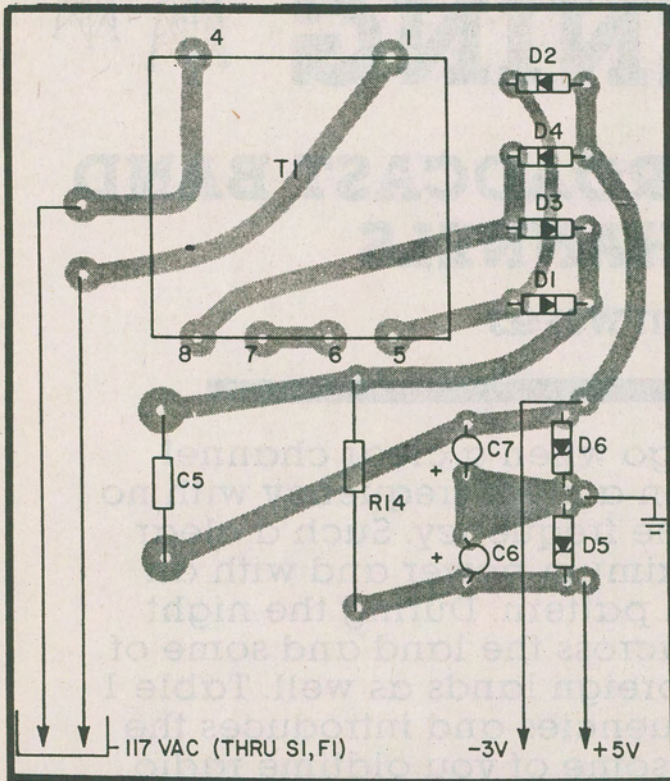 4
1
D2
D4
T1
D3
D1
8
7
6
5
C7
D6
C5
R14
+
+
C6
D5
117 VAC (THRU S1, F1)
-3V
+5V